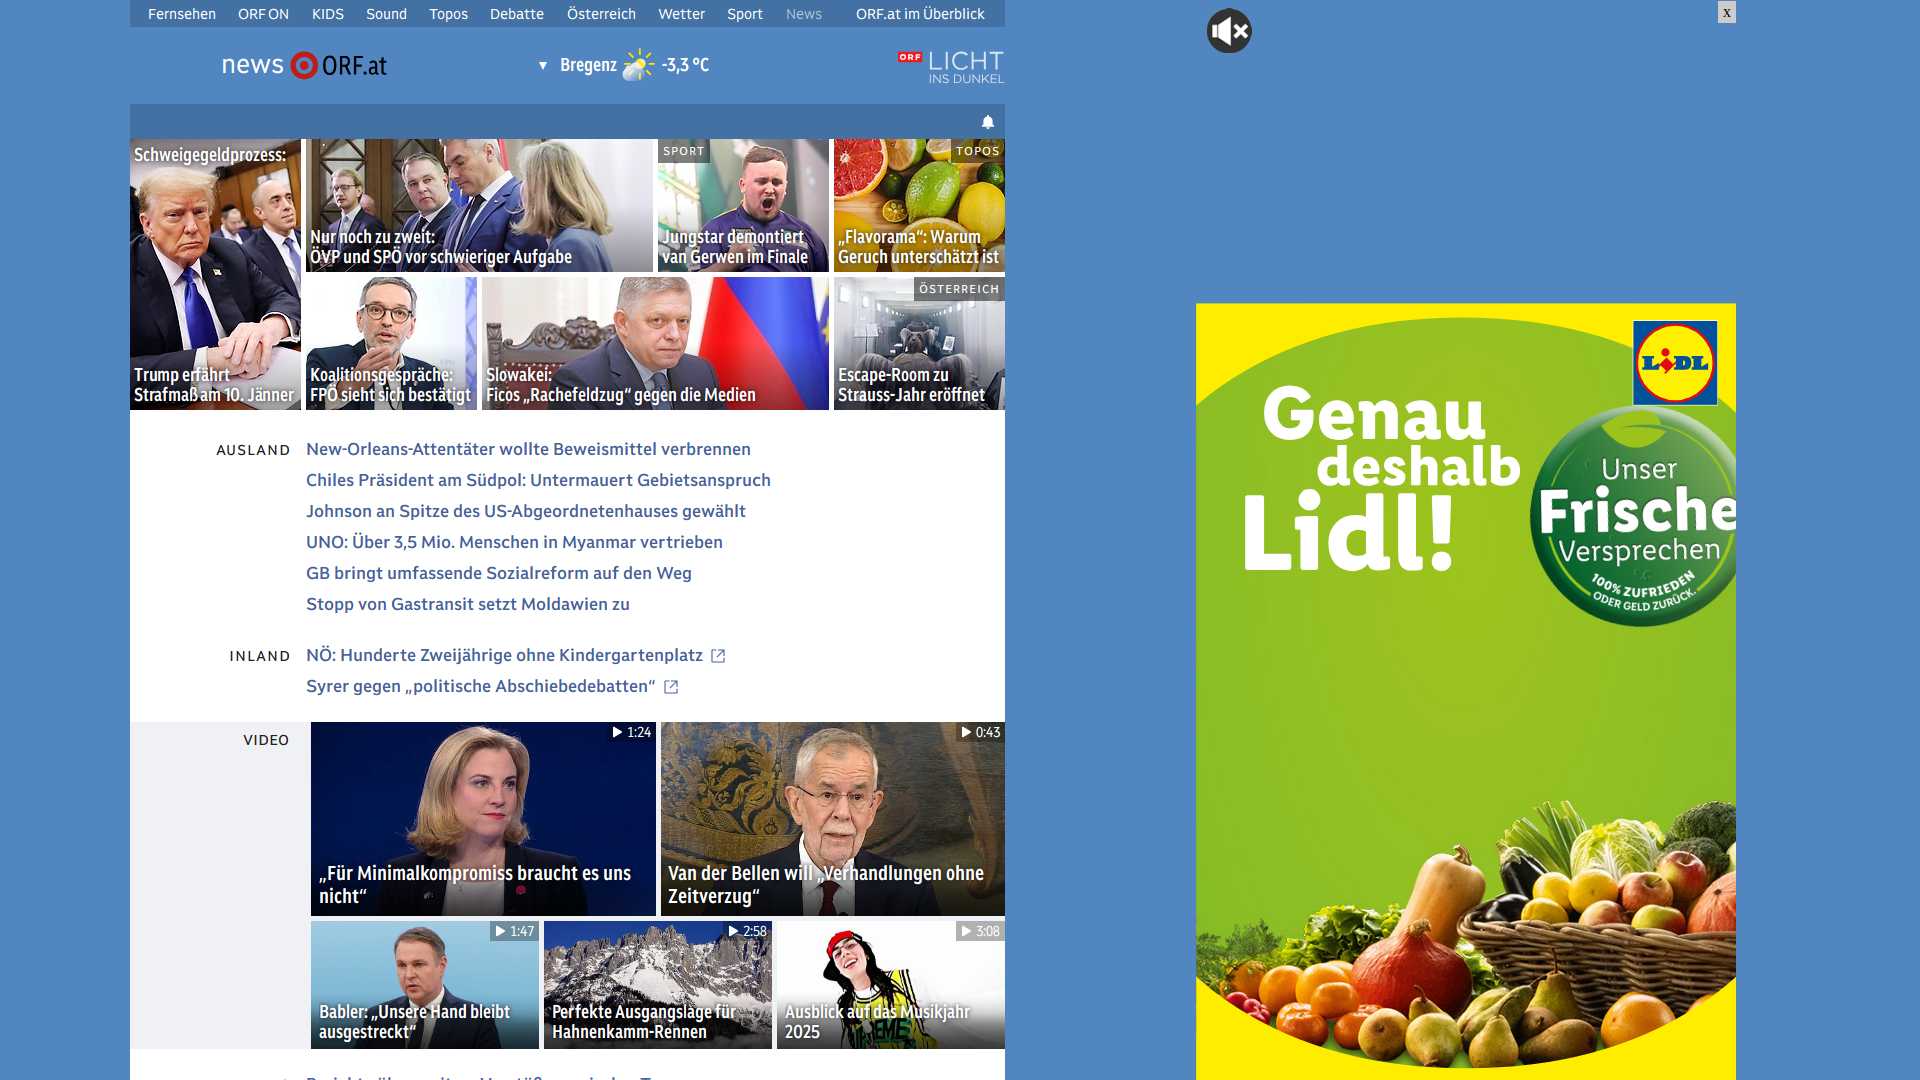 Fernsehen ORF ON KIDS Sound Topos Debatte Österreich Wetter Sport News ORF.at im Überblick
x
news ORF.at
▼ Bregenz -3,3 °C
ORF LICHT
INS DUNKEL
Schweigegeldprozess:
Trump erfährt
Strafmaß am 10. Jänner
Nur noch zu zweit:
ÖVP und SPÖ vor schwieriger Aufgabe
SPORT
Jungstar demontiert
van Gerwen im Finale
TOPOS
„Flavorama“: Warum
Geruch unterschätzt ist
Koalitionsgespräche:
FPÖ sieht sich bestätigt
Slowakei:
Ficos „Rachefeldzug“ gegen die Medien
ÖSTERREICH
Escape-Room zu
Strauss-Jahr eröffnet
AUSLAND
New-Orleans-Attentäter wollte Beweismittel verbrennen
Chiles Präsident am Südpol: Untermauert Gebietsanspruch
Johnson an Spitze des US-Abgeordnetenhauses gewählt
UNO: Über 3,5 Mio. Menschen in Myanmar vertrieben
GB bringt umfassende Sozialreform auf den Weg
Stopp von Gastransit setzt Moldawien zu
INLAND
NÖ: Hunderte Zweijährige ohne Kindergartenplatz
Syrer gegen „politische Abschiebedebatten“
VIDEO
1:24
„Für Minimalkompromiss braucht es uns
nicht“
0:43
Van der Bellen will „Verhandlungen ohne
Zeitverzug“
1:47
Babler: „Unsere Hand bleibt
ausgestreckt“
2:58
Perfekte Ausgangslage für
Hahnenkamm-Rennen
3:08
Ausblick auf das Musikjahr
2025
LIDL
Genau
deshalb
Lidl!
Unser
Frische
Versprechen
100% ZUFRIEDEN
ODER GELD ZURÜCK.